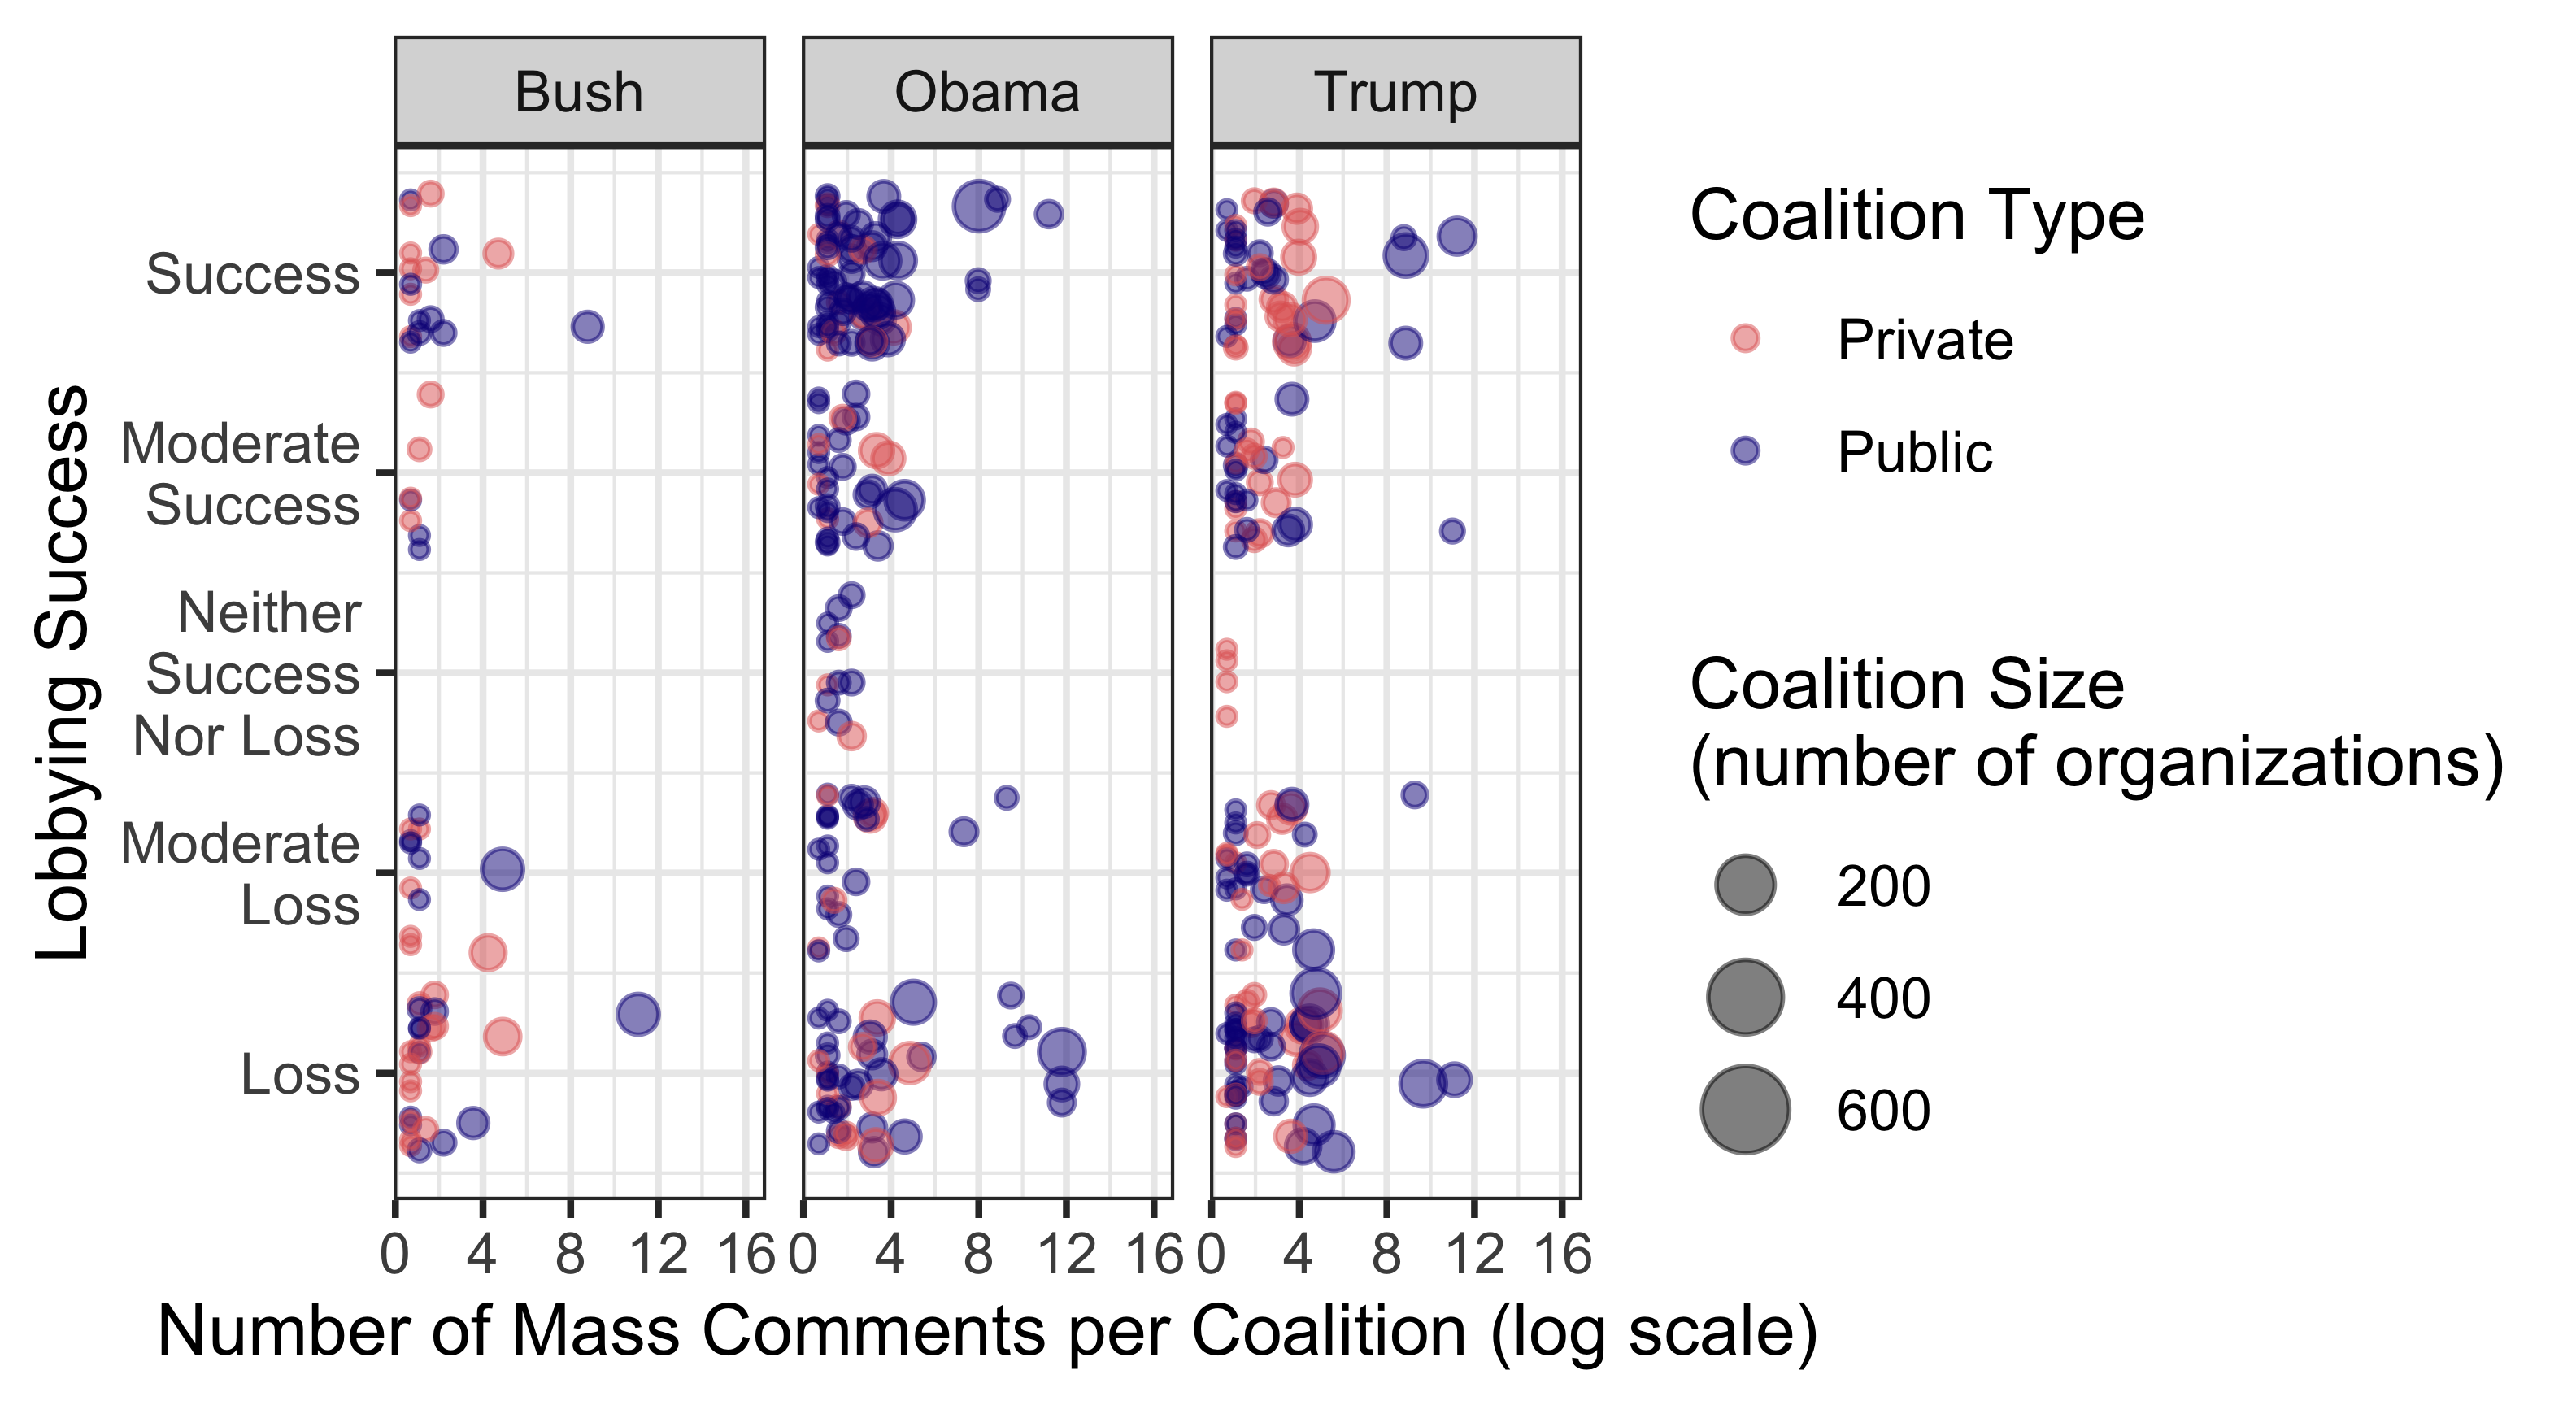 Bush
Obama
Trump
Lobbying Success
Success
Moderate
Success
Neither
Success
Nor Loss
Moderate
Loss
Loss
0 4 8 12 16
0 4 8 12 16
0 4 8 12 16
Number of Mass Comments per Coalition (log scale)
Coalition Type
Private
Public
Coalition Size
(number of organizations)
200
400
600